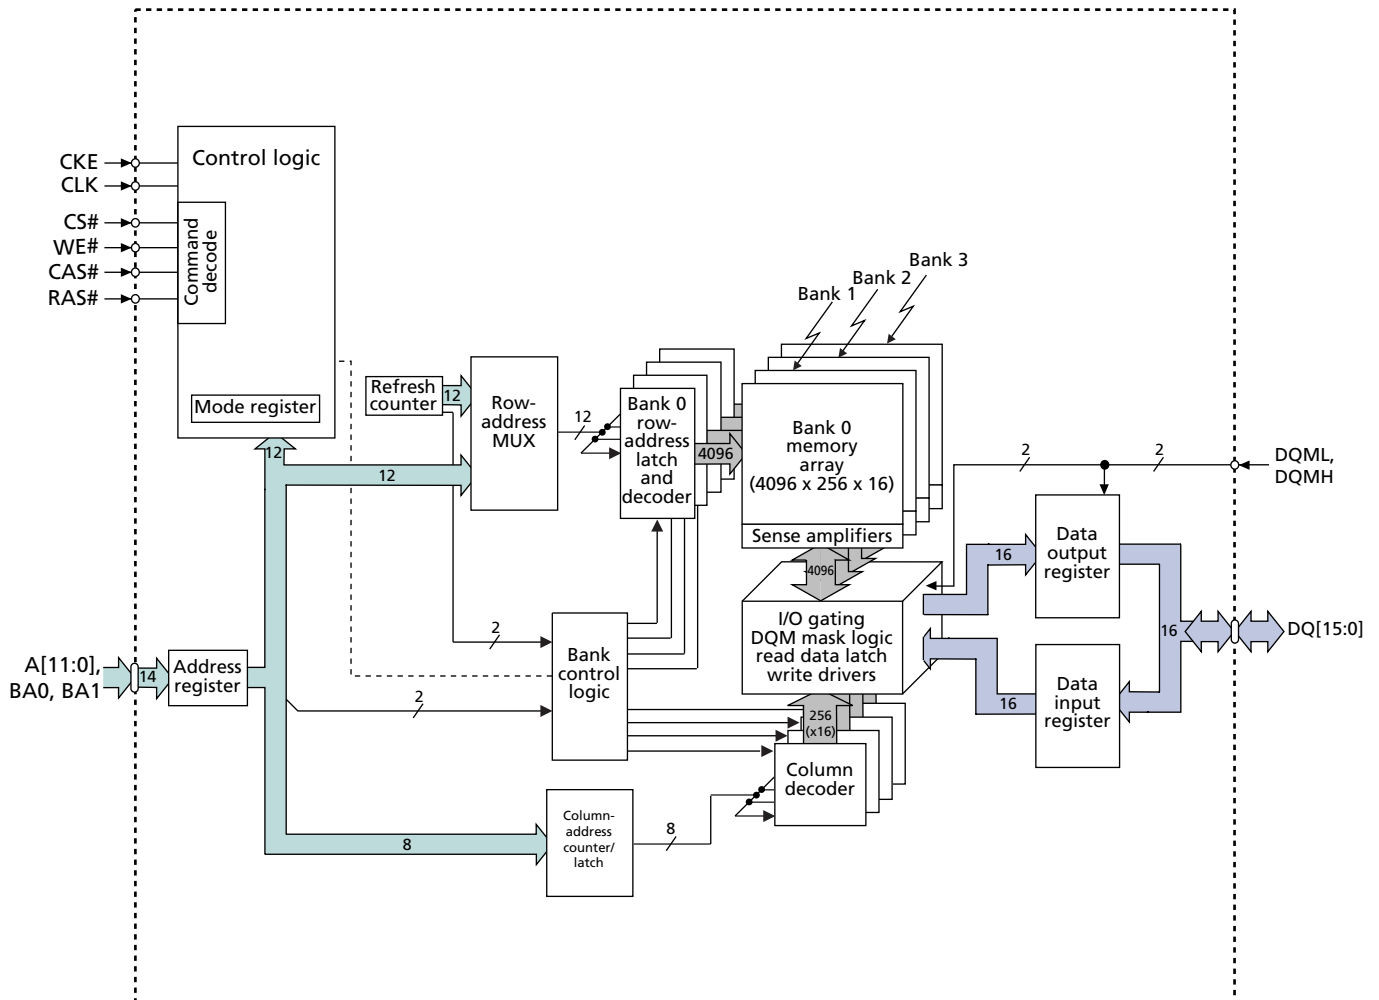 CKE
CLK
CS#
WE#
CAS#
RAS#
Control logic
Command
decode
Mode register
12
12
Refresh
counter
12
Row-
address
MUX
12
Bank 0
row-
address
latch
and
decoder
4096
Bank 1
Bank 2
Bank 3
Bank 0
memory
array
(4096 x 256 x 16)
Sense amplifiers
4096
I/O gating
DQM mask logic
read data latch
write drivers
2
2
DQML,
DQMH
16
Data
output
register
16
DQ[15:0]
16
Data
input
register
A[11:0],
BA0, BA1
14
Address
register
2
2
Bank
control
logic
256
(x16)
Column
decoder
8
Column-
address
counter/
latch
8